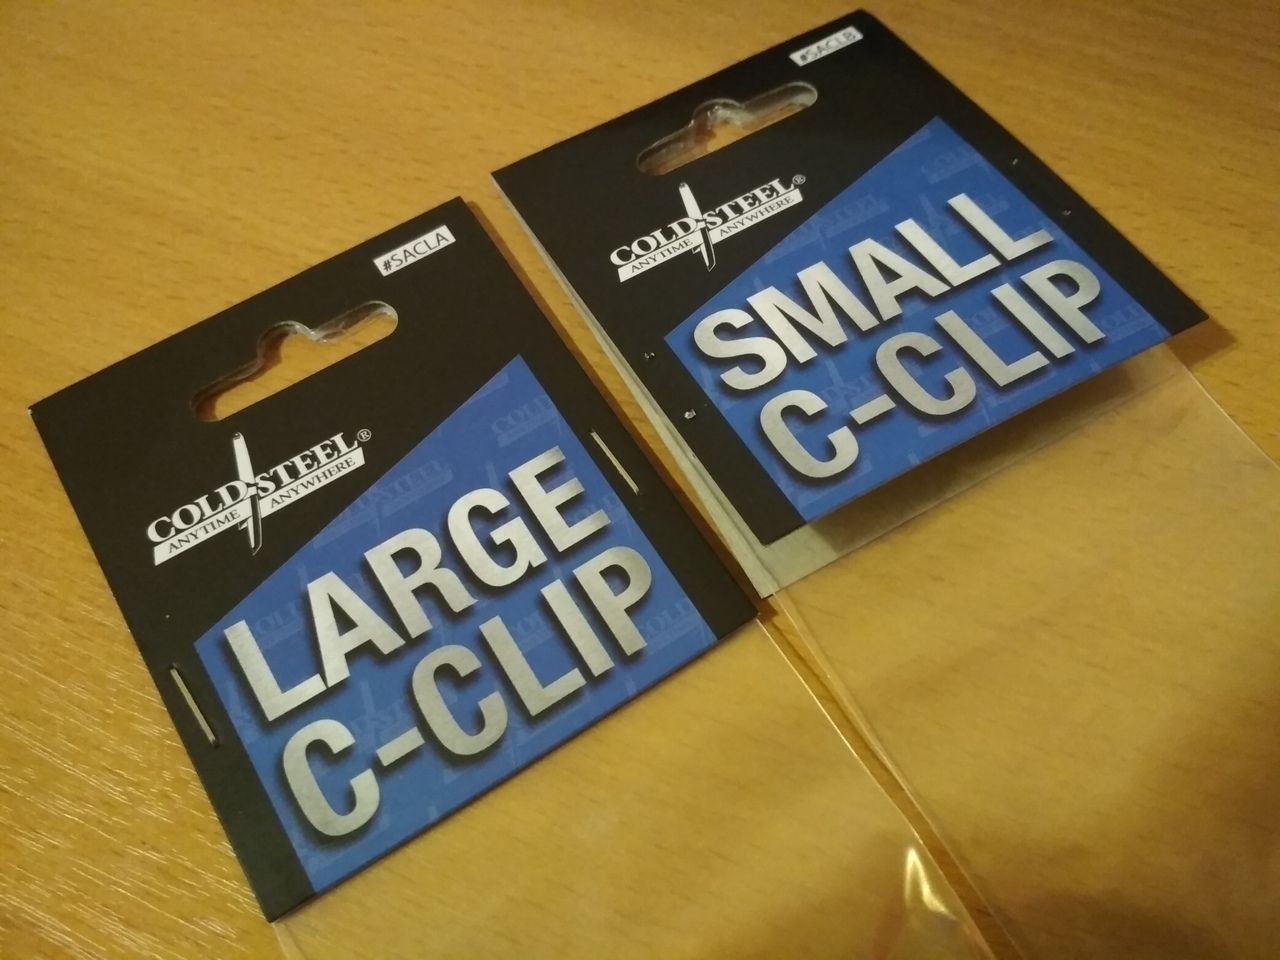 #SACLA
COLD STEEL®
ANYTIME ANYWHERE
LARGE
C-CLIP
#SACLB
COLD STEEL®
ANYTIME ANYWHERE
SMALL
C-CLIP